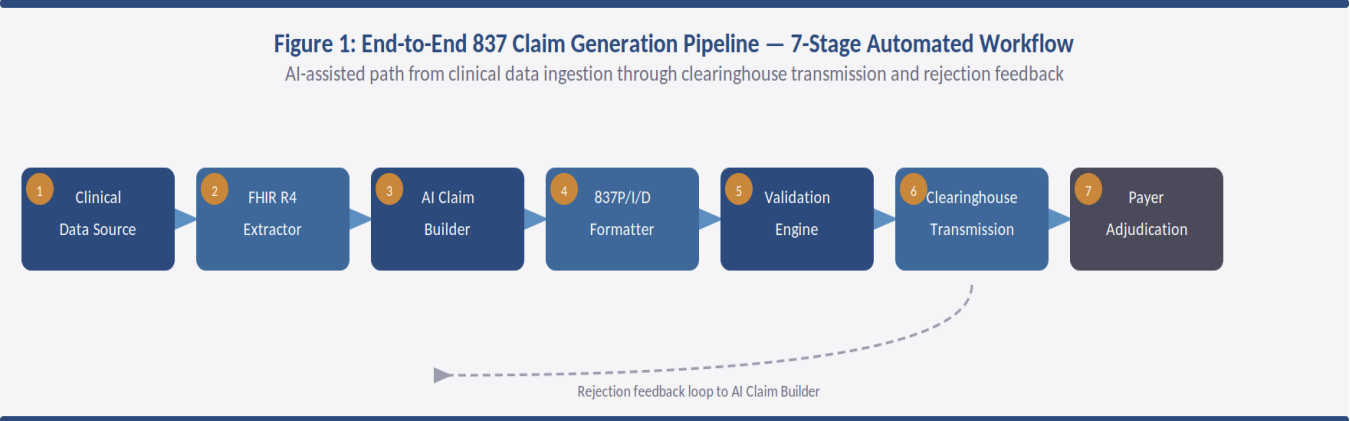 Figure 1: End-to-End 837 Claim Generation Pipeline — 7-Stage Automated Workflow
AI-assisted path from clinical data ingestion through clearinghouse transmission and rejection feedback
1
Clinical
Data Source
2
FHIR R4
Extractor
3
AI Claim
Builder
4
837P/I/D
Formatter
5
Validation
Engine
6
Clearinghouse
Transmission
7
Payer
Adjudication
Rejection feedback loop to AI Claim Builder